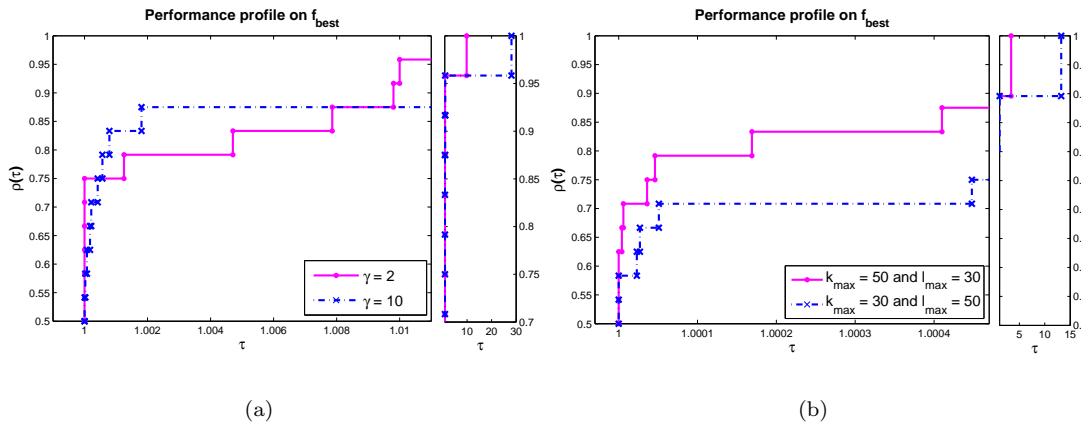 Performance profile on f_best
ρ(τ)
1
0.95
0.9
0.85
0.8
0.75
0.7
0.65
0.6
0.55
0.5
1 1.002 1.004 1.006 1.008 1.01
τ
γ = 2
γ = 10
1
0.95
0.9
0.85
0.8
0.75
0.7
10 20 30
τ
(a)
Performance profile on f_best
ρ(τ)
1
0.95
0.9
0.85
0.8
0.75
0.7
0.65
0.6
0.55
0.5
1 1.0001 1.0002 1.0003 1.0004
τ
k_max = 50 and l_max = 30
k_max = 30 and l_max = 50
1
5 10 15
τ
(b)